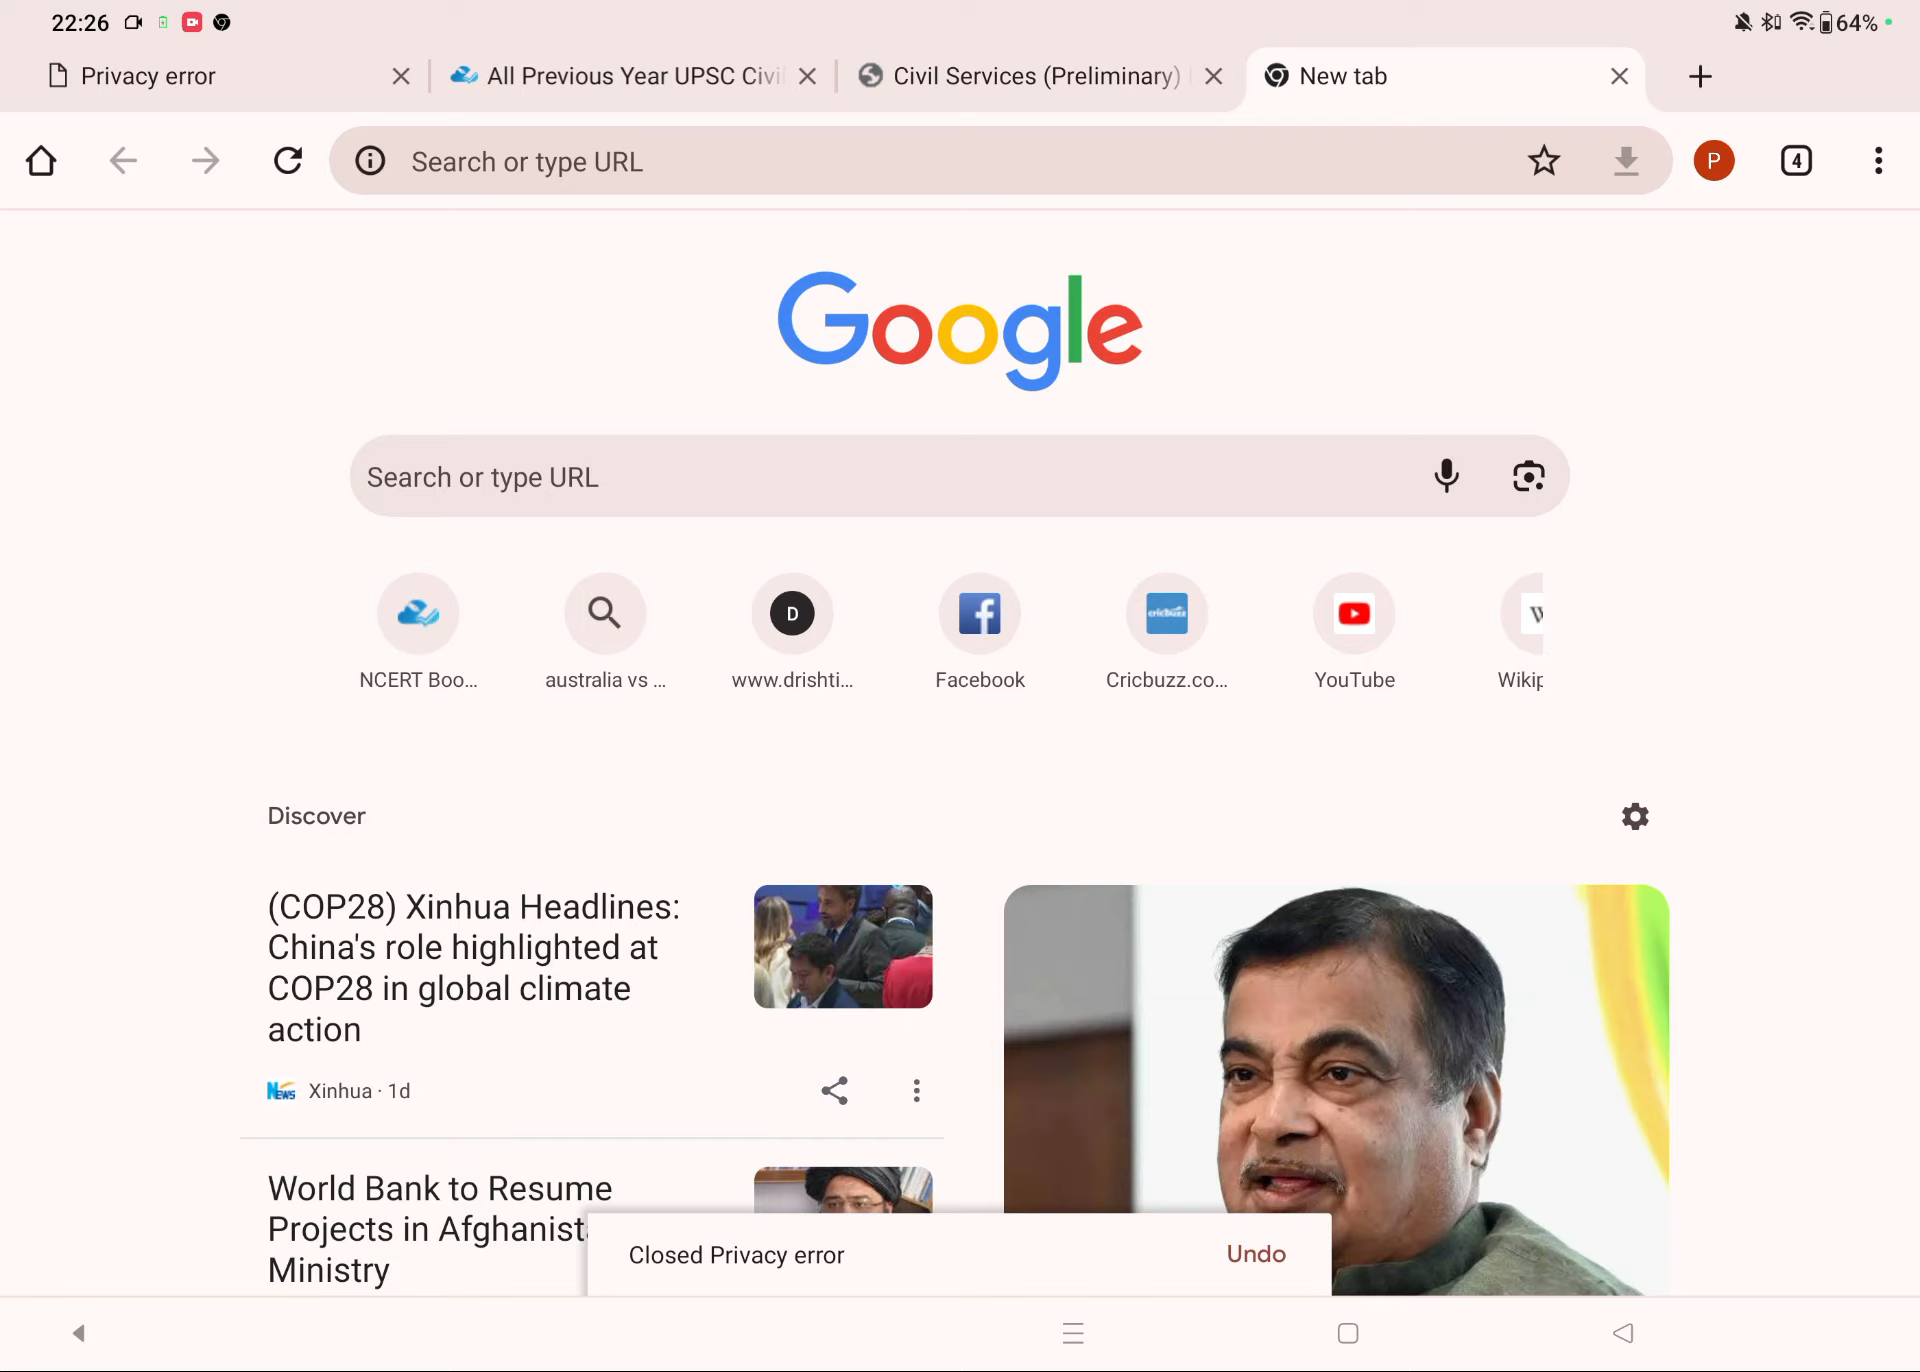 22:26
64%
Privacy error
All Previous Year UPSC Civi
Civil Services (Preliminary)
New tab
Search or type URL
P
4
Google
Search or type URL
D
cricbuzz
W
NCERT Boo...
australia vs ...
www.drishti...
Facebook
Cricbuzz.co...
YouTube
Wikip
Discover
(COP28) Xinhua Headlines:
China's role highlighted at
COP28 in global climate
action
NEWS
Xinhua · 1d
World Bank to Resume
Projects in Afghanist
Ministry
Closed Privacy error
Undo